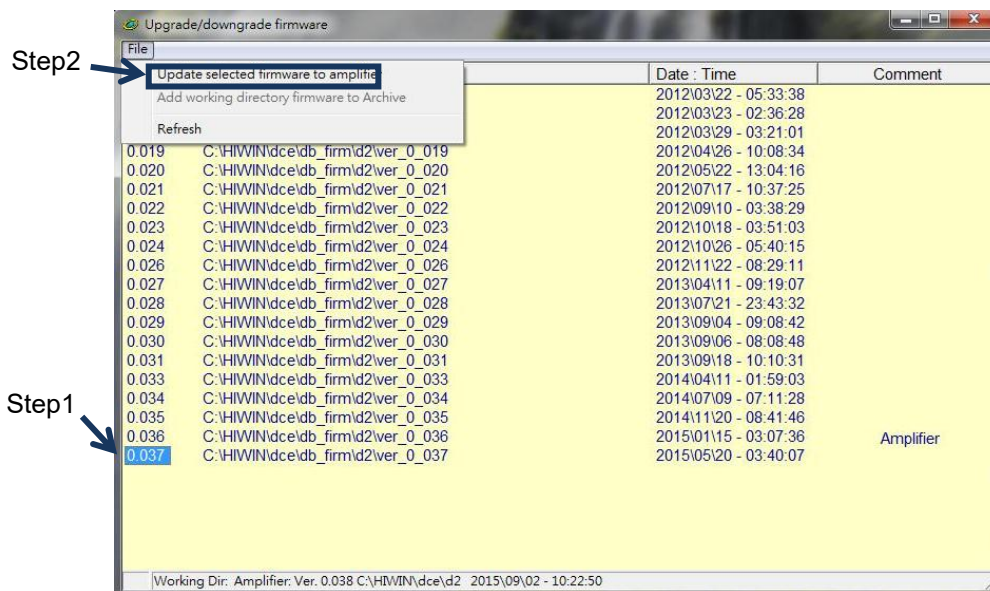 Upgrade/downgrade firmware
File
Step2
Update selected firmware to amplifier
Date : Time Comment
2012\03\22 - 05:33:38
Add working directory firmware to Archive
2012\03\23 - 02:36:28
Refresh 2012\03\29 - 03:21:01
0.019 C:\HIWIN\dce\db_firm\d2\ver_0_019 2012\04\26 - 10:08:34
0.020 C:\HIWIN\dce\db_firm\d2\ver_0_020 2012\05\22 - 13:04:16
0.021 C:\HIWIN\dce\db_firm\d2\ver_0_021 2012\07\17 - 10:37:25
0.022 C:\HIWIN\dce\db_firm\d2\ver_0_022 2012\09\10 - 03:38:29
0.023 C:\HIWIN\dce\db_firm\d2\ver_0_023 2012\10\18 - 03:51:03
0.024 C:\HIWIN\dce\db_firm\d2\ver_0_024 2012\10\26 - 05:40:15
0.026 C:\HIWIN\dce\db_firm\d2\ver_0_026 2012\11\22 - 08:29:11
0.027 C:\HIWIN\dce\db_firm\d2\ver_0_027 2013\04\11 - 09:19:07
0.028 C:\HIWIN\dce\db_firm\d2\ver_0_028 2013\07\21 - 23:43:32
0.029 C:\HIWIN\dce\db_firm\d2\ver_0_029 2013\09\04 - 09:08:42
0.030 C:\HIWIN\dce\db_firm\d2\ver_0_030 2013\09\06 - 08:08:48
0.031 C:\HIWIN\dce\db_firm\d2\ver_0_031 2013\09\18 - 10:10:31
0.033 C:\HIWIN\dce\db_firm\d2\ver_0_033 2014\04\11 - 01:59:03
0.034 C:\HIWIN\dce\db_firm\d2\ver_0_034 2014\07\09 - 07:11:28
Step1
0.035 C:\HIWIN\dce\db_firm\d2\ver_0_035 2014\11\20 - 08:41:46
0.036 C:\HIWIN\dce\db_firm\d2\ver_0_036 2015\01\15 - 03:07:36 Amplifier
0.037 C:\HIWIN\dce\db_firm\d2\ver_0_037 2015\05\20 - 03:40:07
Working Dir: Amplifier: Ver. 0.038 C:\HIWIN\dce\d2 2015\09\02 - 10:22:50